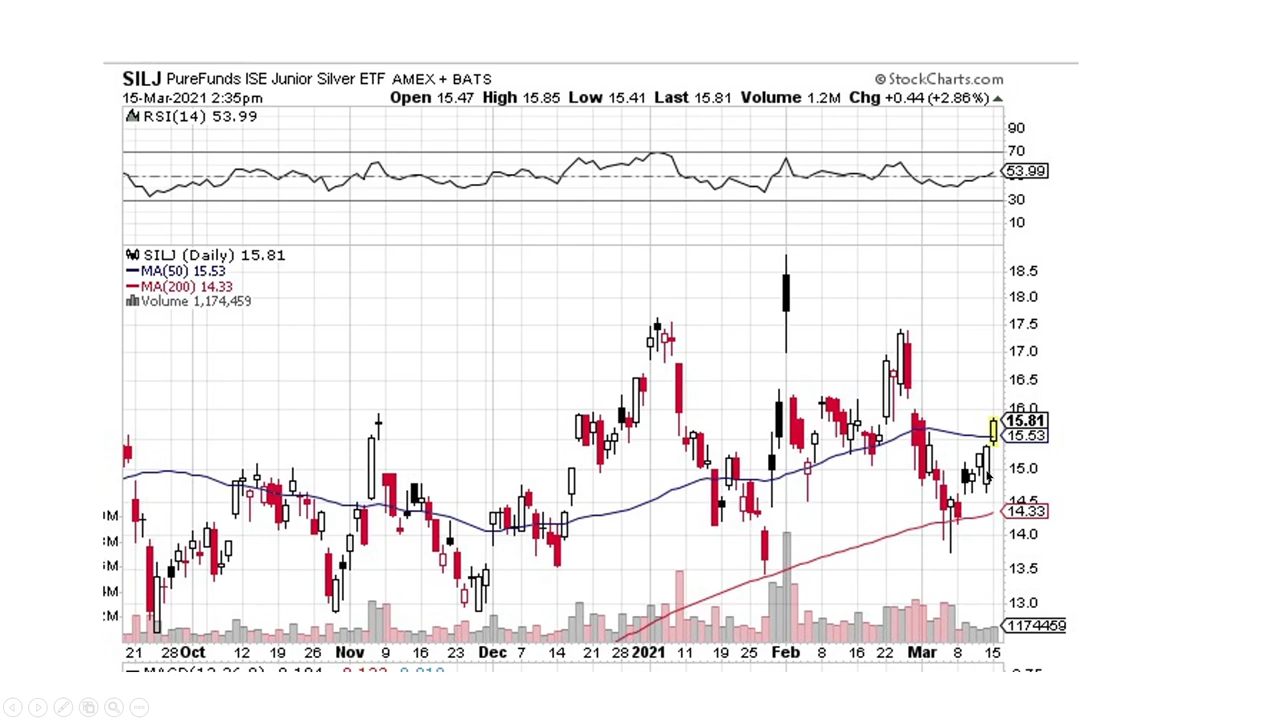 SILJ PureFunds ISE Junior Silver ETF AMEX + BATS
© StockCharts.com
15-Mar-2021 2:35pm
Open 15.47 High 15.85 Low 15.41 Last 15.81 Volume 1.2M Chg +0.44 (+2.86%)
RSI(14) 53.99
90
70
53.99
30
10
SILJ (Daily) 15.81
MA(50) 15.53
MA(200) 14.33
Volume 1,174,459
18.5
18.0
17.5
17.0
16.5
16.0
15.81
15.53
15.0
14.5
14.33
14.0
13.5
13.0
1174459
21 28 Oct 12 19 26 Nov 9 16 23 Dec 7 14 21 28 2021 11 19 25 Feb 8 16 22 Mar 8 15